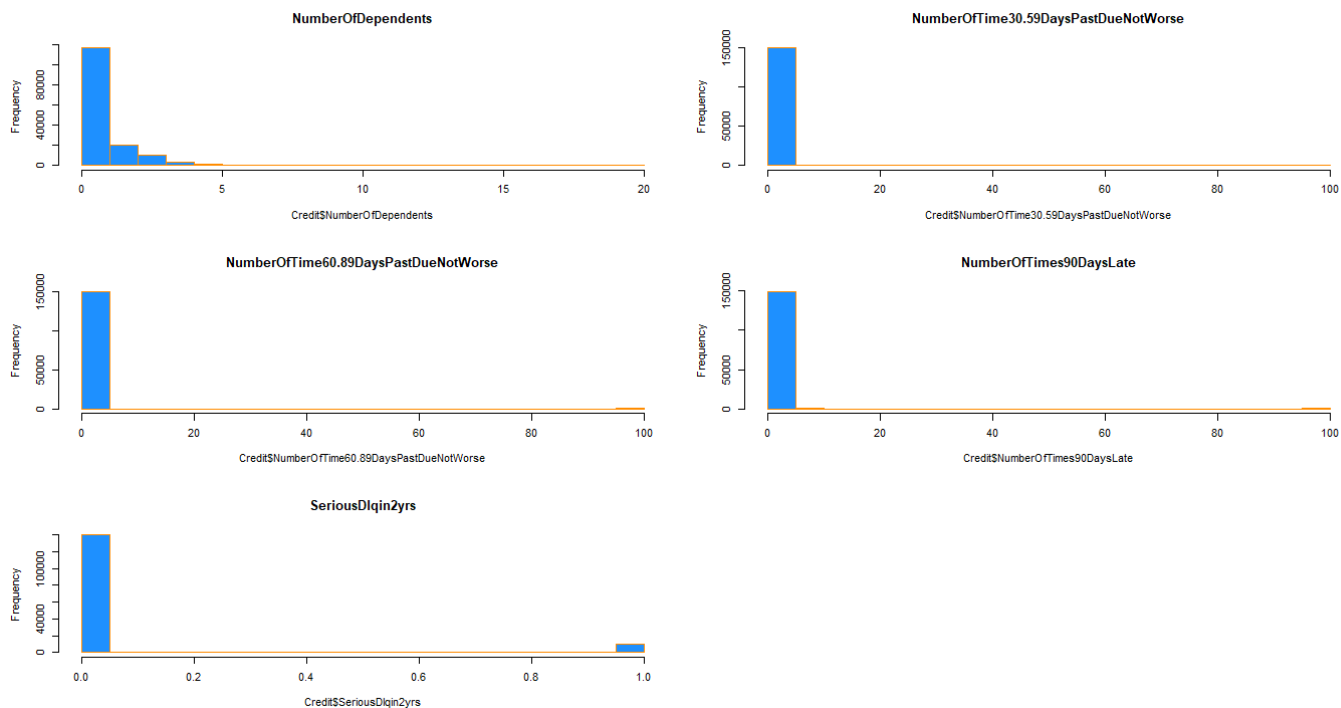 NumberOfDependents
Frequency
0
40000
80000
0 5 10 15 20
Credit$NumberOfDependents
NumberOfTime30.59DaysPastDueNotWorse
Frequency
0
50000
150000
0 20 40 60 80 100
Credit$NumberOfTime30.59DaysPastDueNotWorse
NumberOfTime60.89DaysPastDueNotWorse
Frequency
0
50000
150000
0 20 40 60 80 100
Credit$NumberOfTime60.89DaysPastDueNotWorse
NumberOfTimes90DaysLate
Frequency
0
50000
150000
0 20 40 60 80 100
Credit$NumberOfTimes90DaysLate
SeriousDlqin2yrs
Frequency
0
40000
100000
0.0 0.2 0.4 0.6 0.8 1.0
Credit$SeriousDlqin2yrs